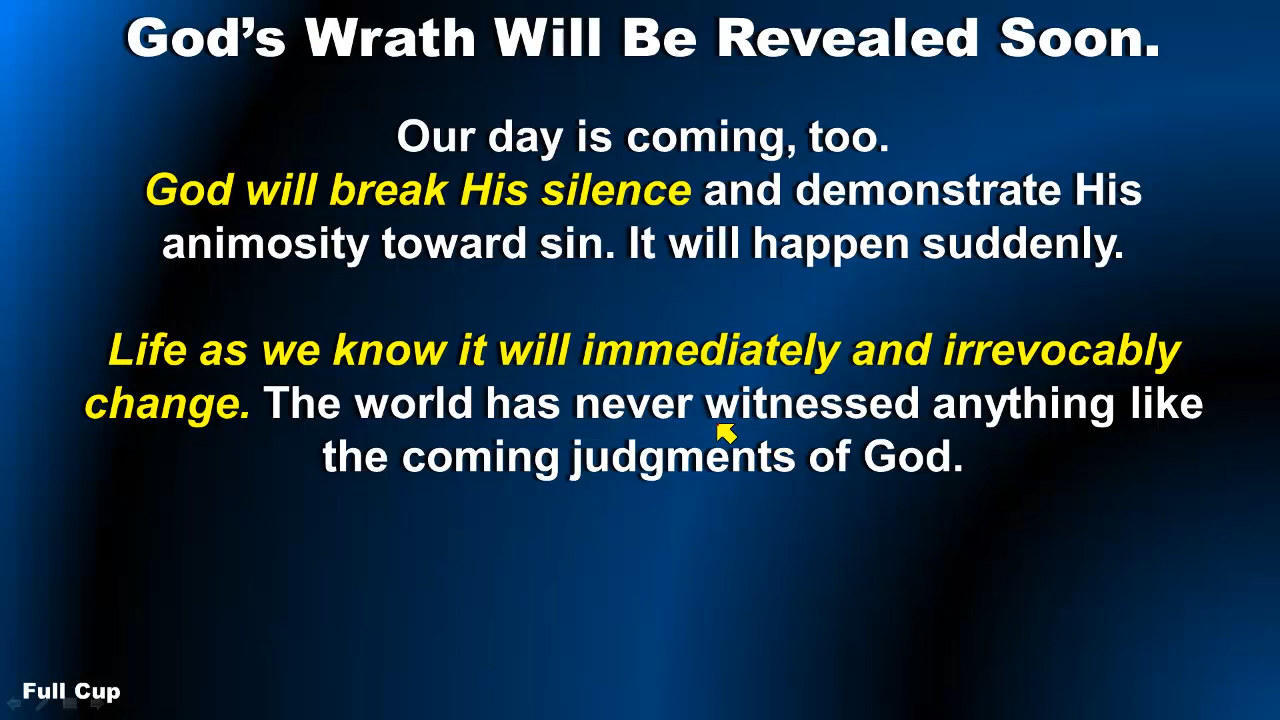 God’s Wrath Will Be Revealed Soon.
Our day is coming, too.
God will break His silence and demonstrate His
animosity toward sin. It will happen suddenly.
Life as we know it will immediately and irrevocably
change. The world has never witnessed anything like
the coming judgments of God.
Full Cup